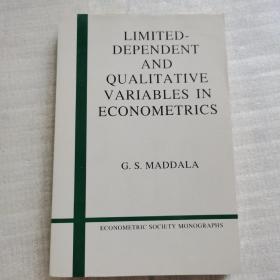 LIMITED-
DEPENDENT
AND
QUALITATIVE
VARIABLES IN
ECONOMETRICS
G. S. MADDALA
ECONOMETRIC SOCIETY MONOGRAPHS